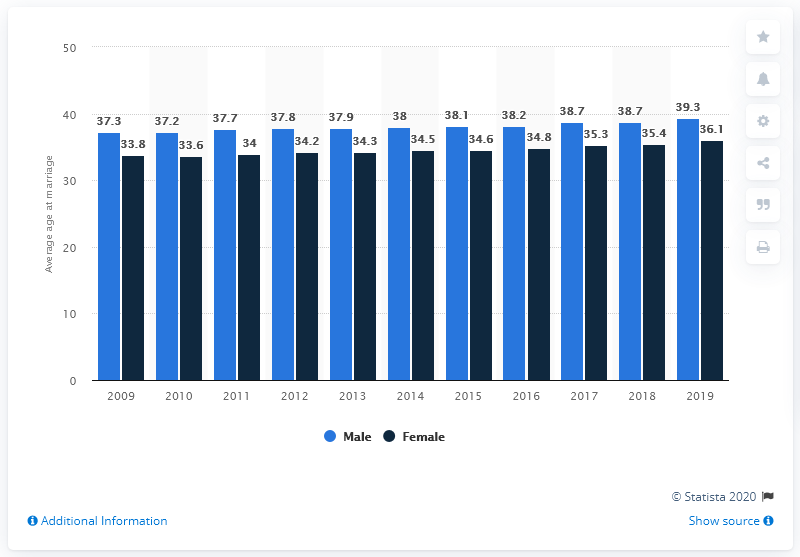 50
40
30
20
10
0
Average age at marriage
37.3 37.2 37.7 37.8 37.9 38 38.1 38.2 38.7 38.7 39.3
33.8 33.6 34 34.2 34.3 34.5 34.6 34.8 35.3 35.4 36.1
2009 2010 2011 2012 2013 2014 2015 2016 2017 2018 2019
Male Female
© Statista 2020
Additional Information Show source